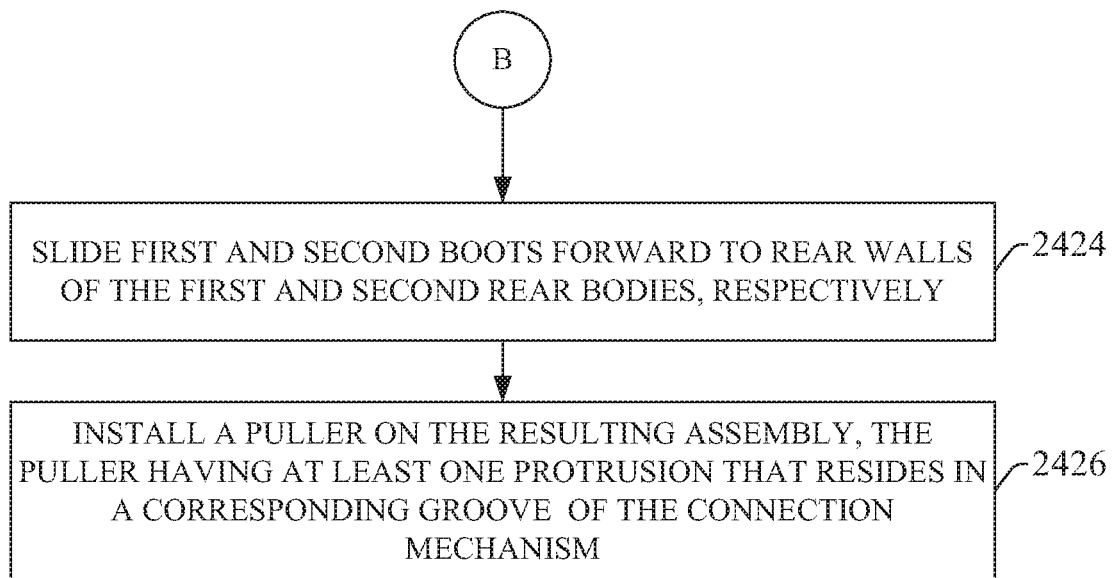 B
SLIDE FIRST AND SECOND BOOTS FORWARD TO REAR WALLS
OF THE FIRST AND SECOND REAR BODIES, RESPECTIVELY
2424
INSTALL A PULLER ON THE RESULTING ASSEMBLY, THE
PULLER HAVING AT LEAST ONE PROTRUSION THAT RESIDES IN
A CORRESPONDING GROOVE OF THE CONNECTION
MECHANISM
2426